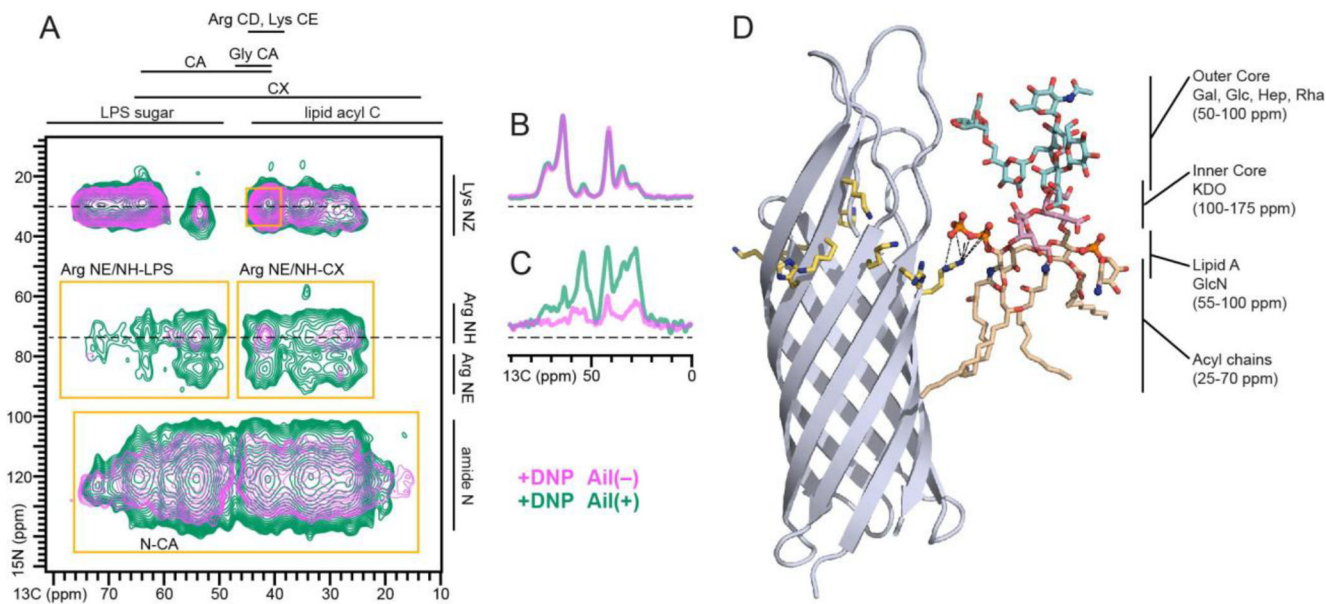 A
Arg CD, Lys CE
Gly CA
CA
CX
LPS sugar
lipid acyl C
20
40
60
80
100
120
140
15N (ppm)
Lys NZ
Arg NH
Arg NE
amide N
Arg NE/NH-LPS
Arg NE/NH-CX
N-CA
13C (ppm)
70
60
50
40
30
20
10
B
C
13C (ppm)
50
0
+DNP Ail(–)
+DNP Ail(+)
D
Outer Core
Gal, Glc, Hep, Rha
(50-100 ppm)
Inner Core
KDO
(100-175 ppm)
Lipid A
GlcN
(55-100 ppm)
Acyl chains
(25-70 ppm)